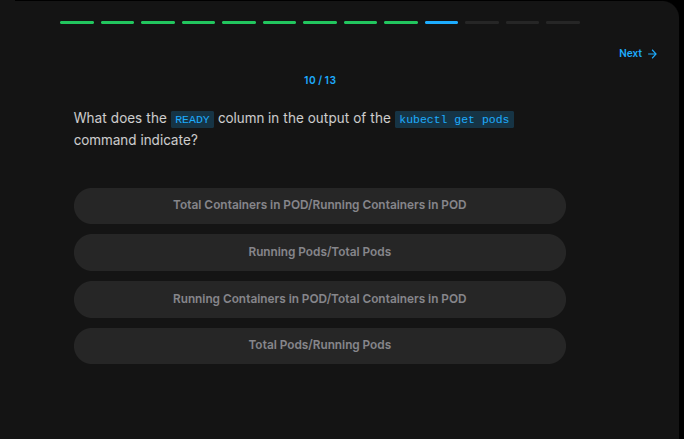 Next →
10 / 13
What does the READY column in the output of the kubectl get pods
command indicate?
Total Containers in POD/Running Containers in POD
Running Pods/Total Pods
Running Containers in POD/Total Containers in POD
Total Pods/Running Pods